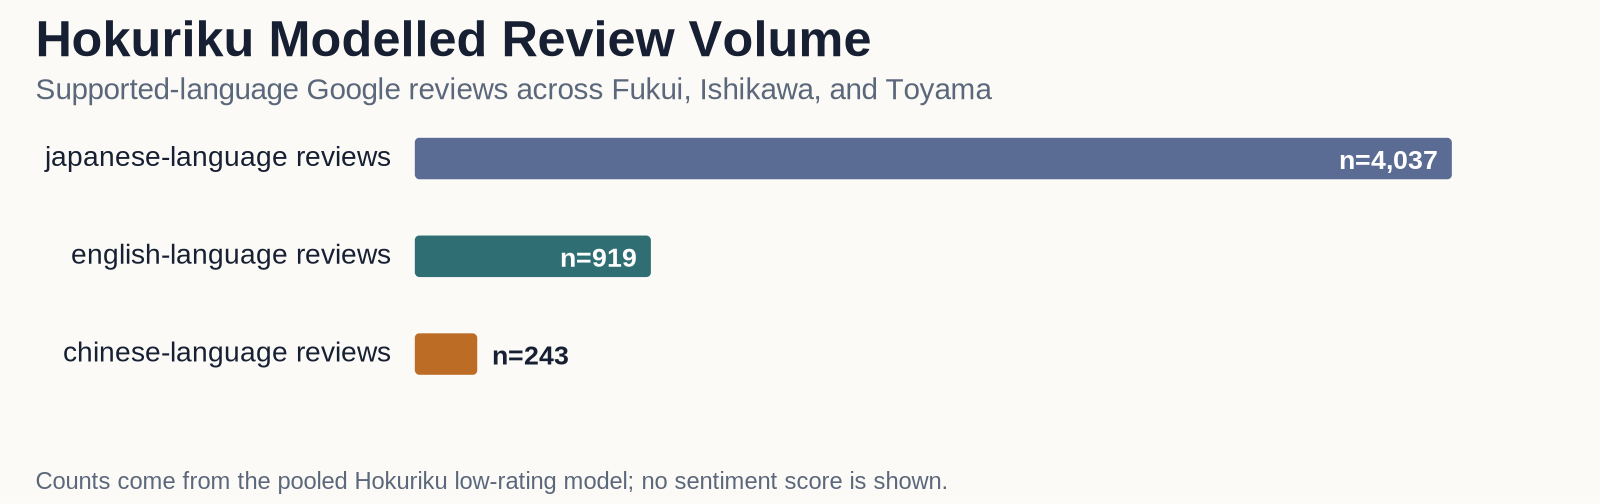 Hokuriku Modelled Review Volume
Supported-language Google reviews across Fukui, Ishikawa, and Toyama
japanese-language reviews n=4,037
english-language reviews n=919
chinese-language reviews n=243
Counts come from the pooled Hokuriku low-rating model; no sentiment score is shown.